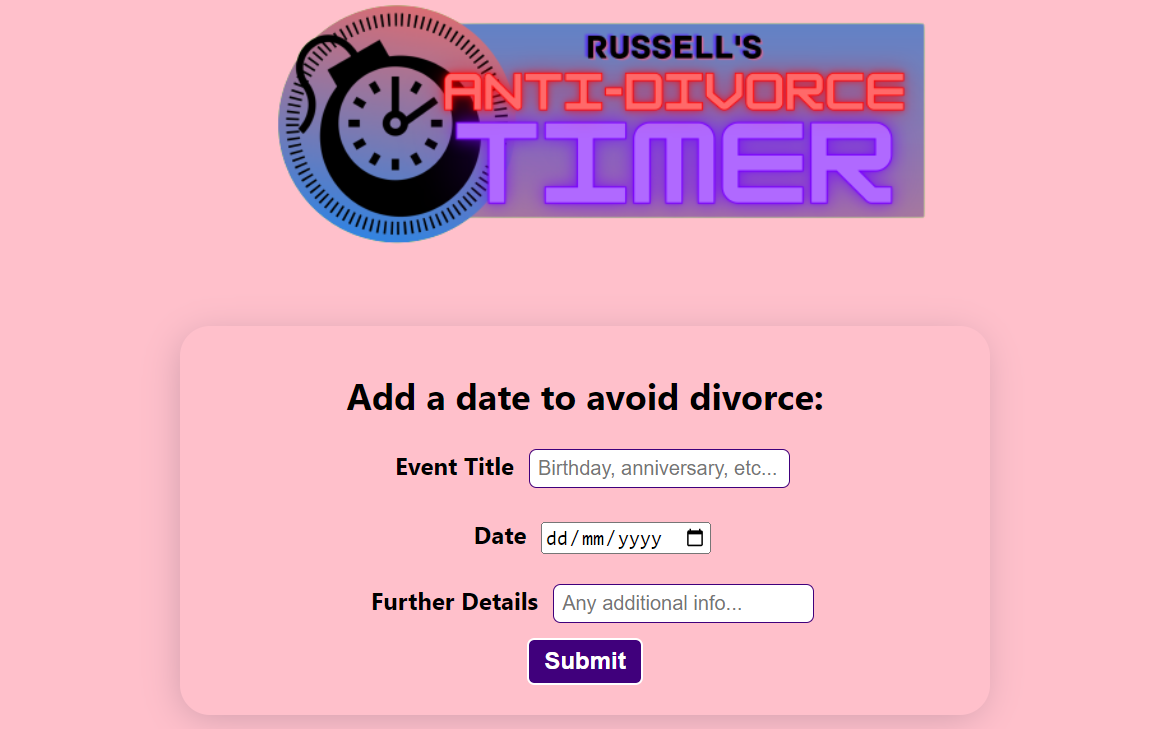 RUSSELL'S
ANTI-DIVORCE
TIMER
Add a date to avoid divorce:
Event Title Birthday, anniversary, etc...
Date dd/mm/yyyy
Further Details Any additional info...
Submit